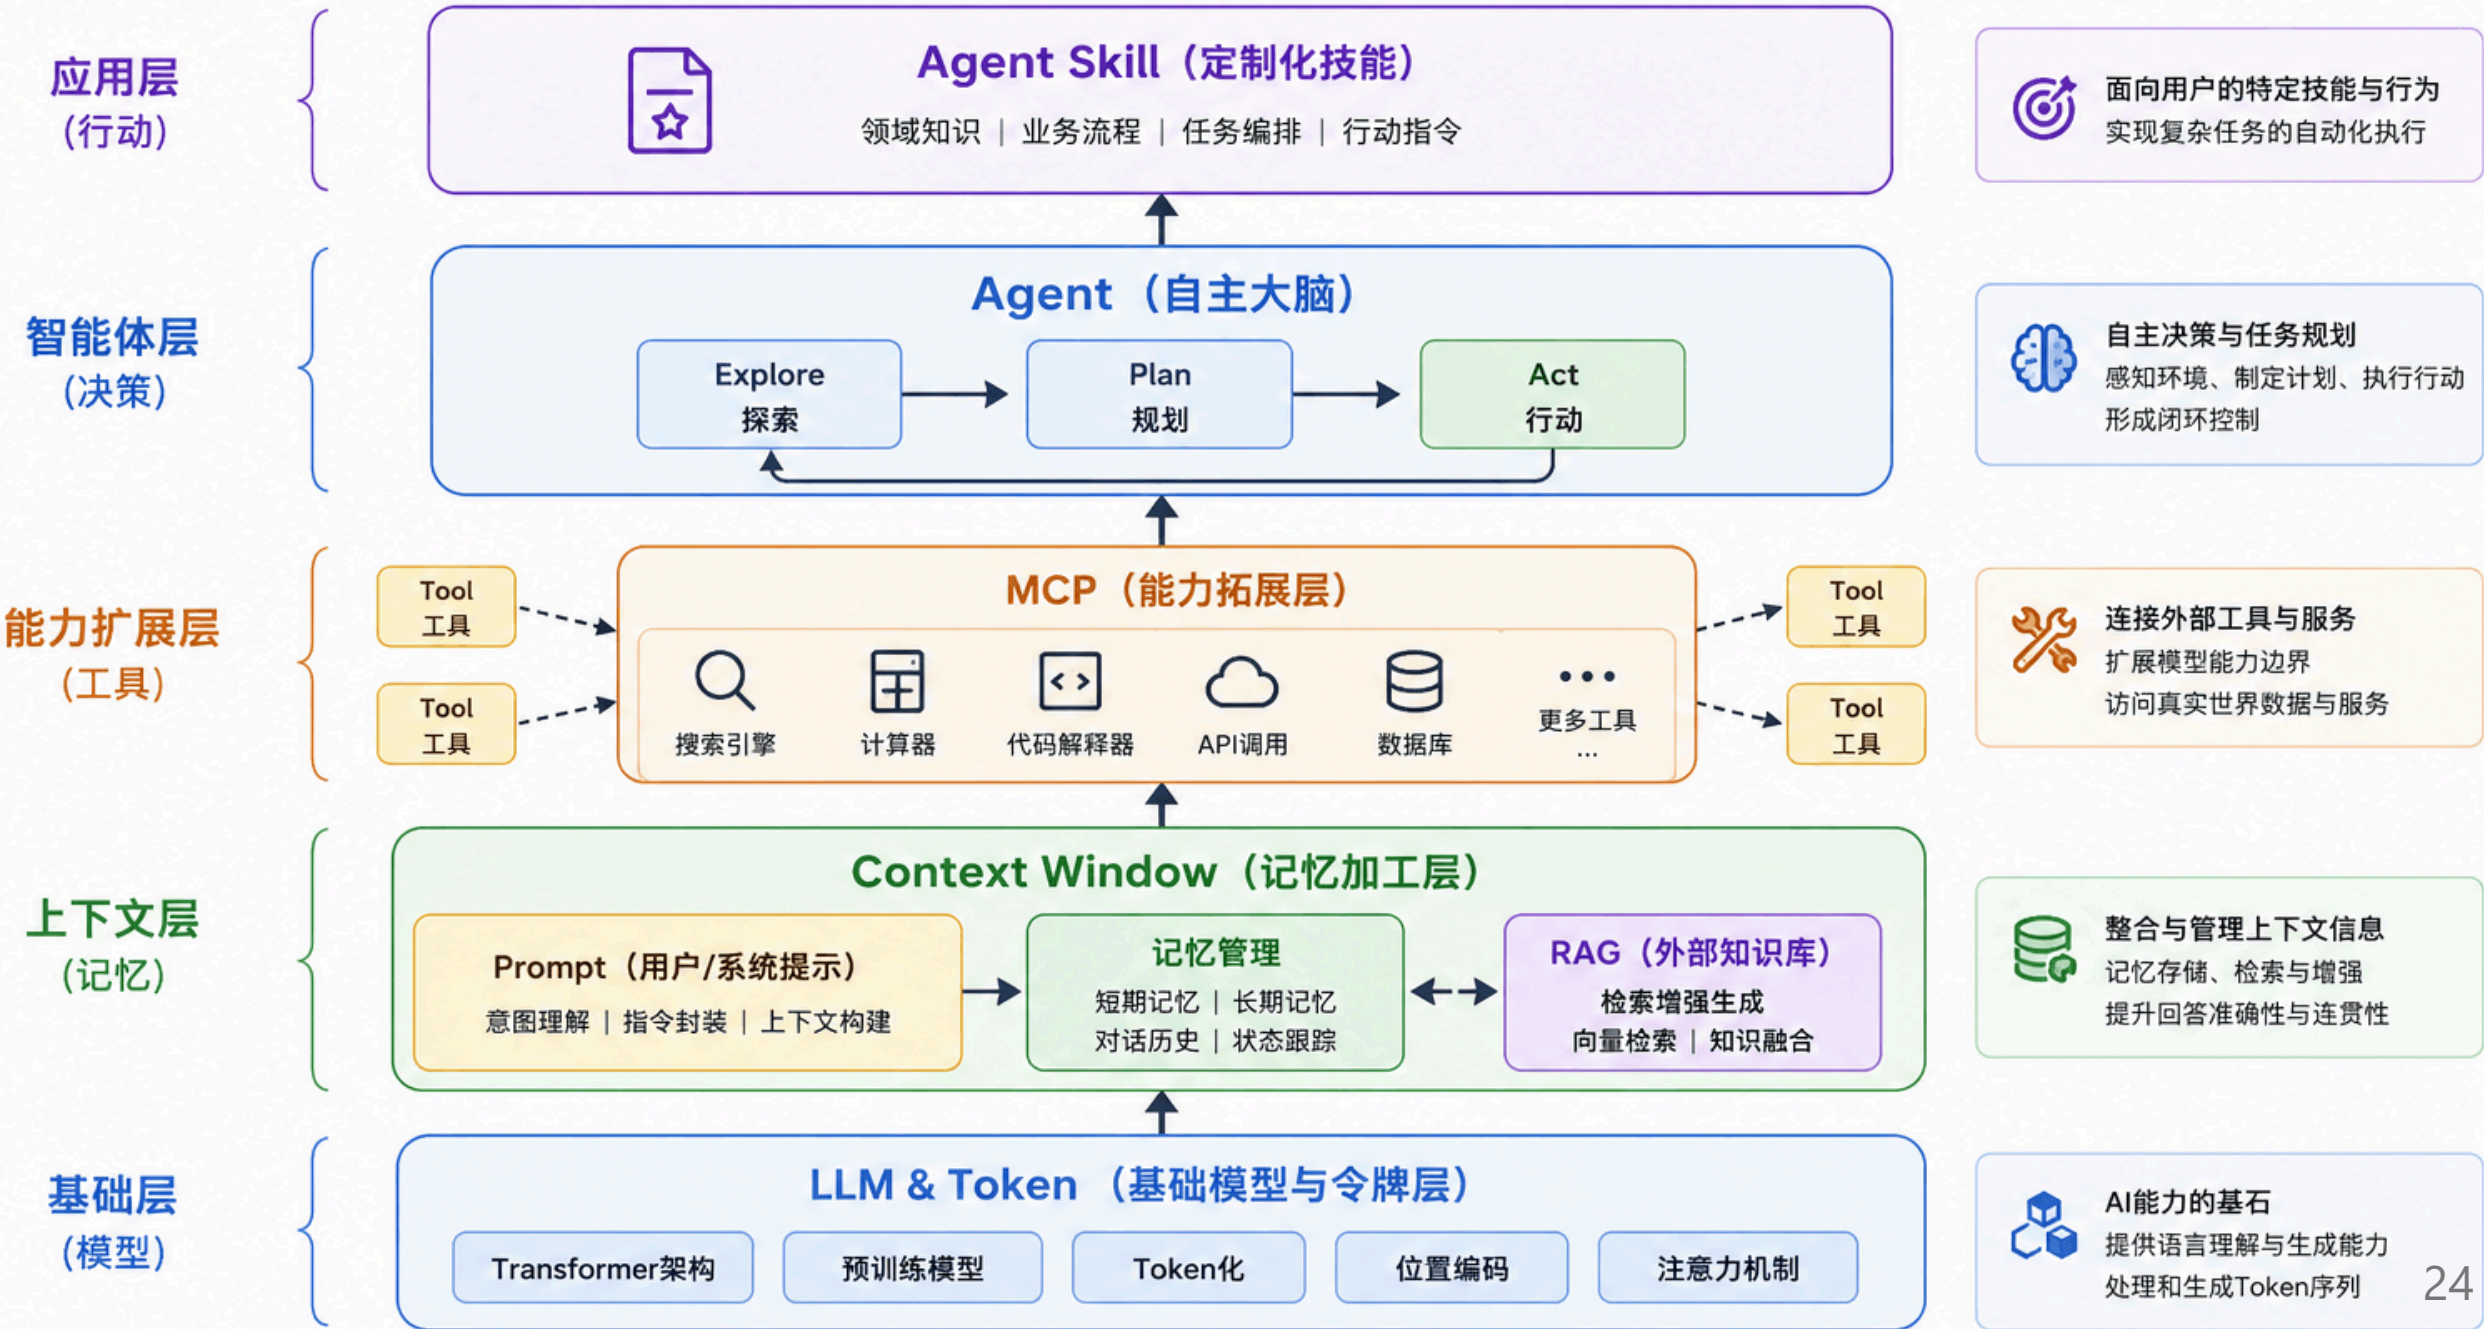 应用层
(行动)
Agent Skill（定制化技能）
领域知识 | 业务流程 | 任务编排 | 行动指令
面向用户的特定技能与行为
实现复杂任务的自动化执行
智能体层
(决策)
Agent（自主大脑）
Explore
探索
Plan
规划
Act
行动
自主决策与任务规划
感知环境、制定计划、执行行动
形成闭环控制
能力扩展层
(工具)
Tool
工具
Tool
工具
MCP（能力拓展层）
搜索引擎
计算器
代码解释器
API调用
数据库
更多工具
...
Tool
工具
Tool
工具
连接外部工具与服务
扩展模型能力边界
访问真实世界数据与服务
上下文层
(记忆)
Context Window（记忆加工层）
Prompt（用户/系统提示）
意图理解 | 指令封装 | 上下文构建
记忆管理
短期记忆 | 长期记忆
对话历史 | 状态跟踪
RAG（外部知识库）
检索增强生成
向量检索 | 知识融合
整合与管理上下文信息
记忆存储、检索与增强
提升回答准确性与连贯性
基础层
(模型)
LLM & Token （基础模型与令牌层）
Transformer架构
预训练模型
Token化
位置编码
注意力机制
AI能力的基石
提供语言理解与生成能力
处理和生成Token序列
24